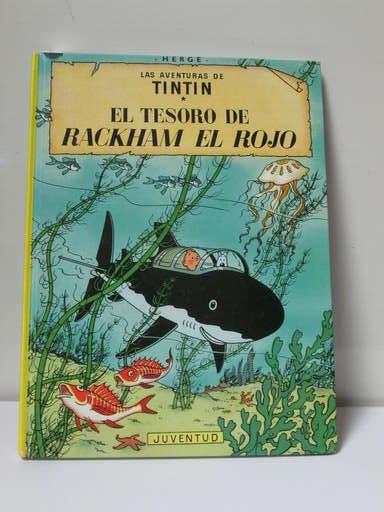 HERGÉ
LAS AVENTURAS DE
TINTIN
*
EL TESORO DE
RACKHAM EL ROJO
JUVENTUD